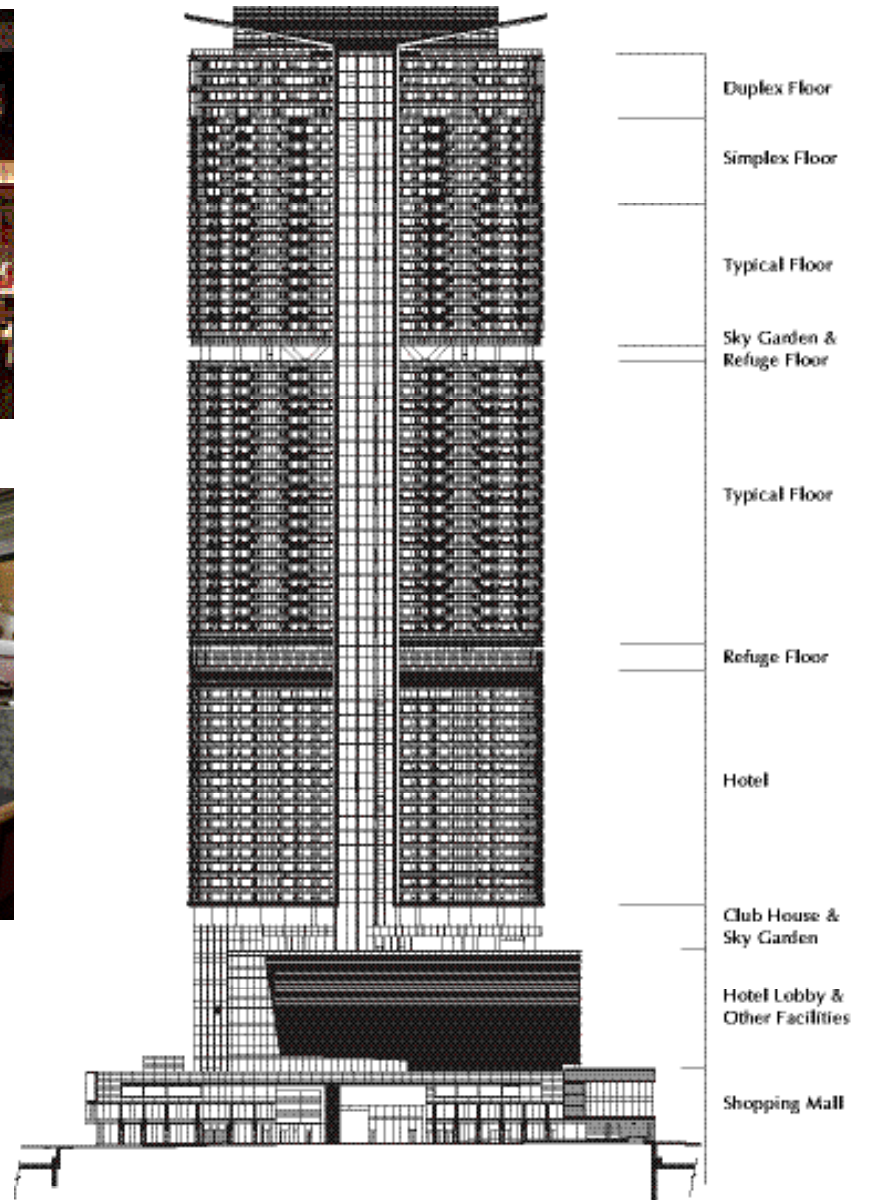 Duplex Floor
Simplex Floor
Typical Floor
Sky Garden &
Refuge Floor
Typical Floor
Refuge Floor
Hotel
Club House &
Sky Garden
Hotel Lobby &
Other Facilities
Shopping Mall